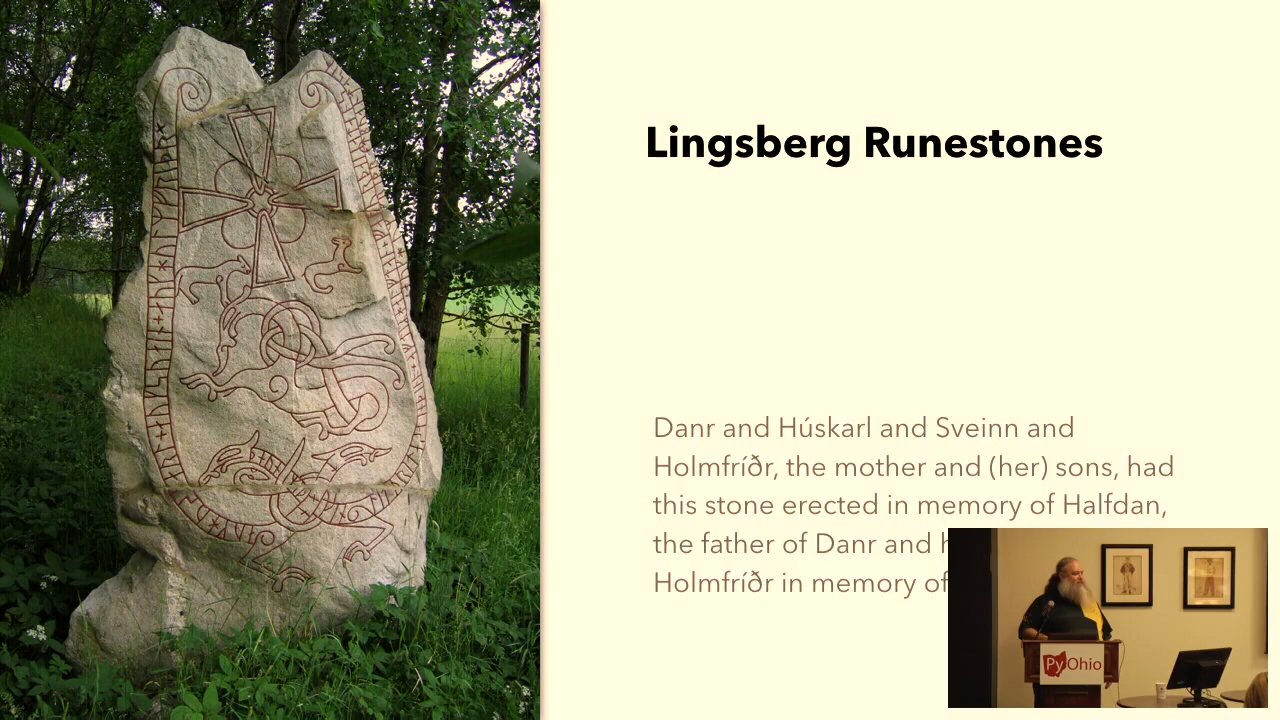 Lingsberg Runestones
Danr and Húskarl and Sveinn and
Holmfríðr, the mother and (her) sons, had
this stone erected in memory of Halfdan,
the father of Danr and
Holmfríðr in memory of
PyOhio